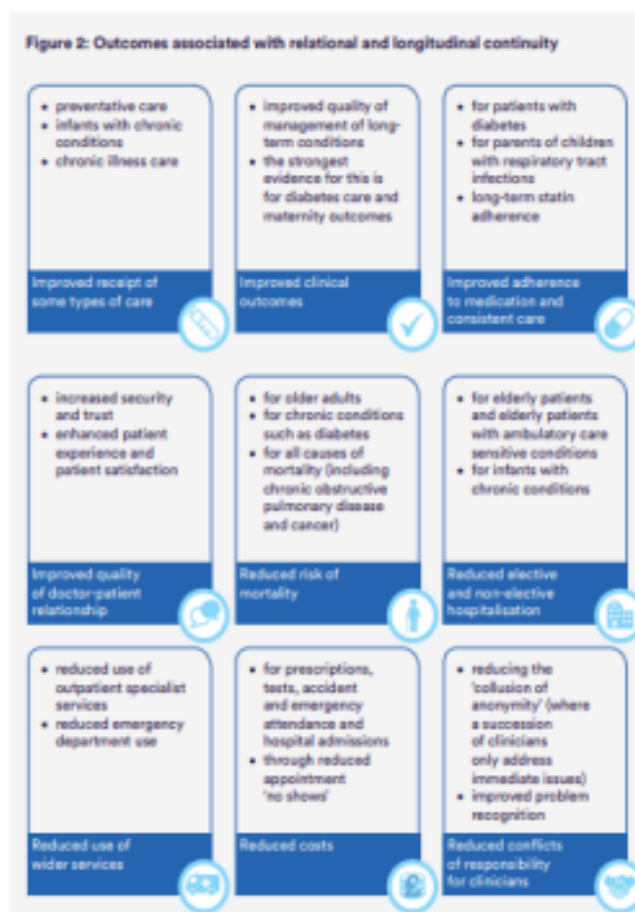 Figure 2: Outcomes associated with relational and longitudinal continuity
• preventative care
• infants with chronic
conditions
• chronic illness care
Improved receipt of
some types of care
• improved quality of
management of long-
term conditions
• the strongest
evidence for this is
for diabetes care and
maternity outcomes
Improved clinical
outcomes
• for patients with
diabetes
• for parents of children
with respiratory tract
infections
• long-term statin
adherence
Improved adherence
to medication and
consistent care
• increased security
and trust
• enhanced patient
experience and
patient satisfaction
Improved quality
of doctor-patient
relationship
• for older adults
• for chronic conditions
such as diabetes
• for all causes of
mortality (including
chronic obstructive
pulmonary disease
and cancer)
Reduced risk of
mortality
• for elderly patients
and elderly patients
with ambulatory care
sensitive conditions
• for infants with
chronic conditions
Reduced elective
and non-elective
hospitalisation
• reduced use of
outpatient specialist
services
• reduced emergency
department use
Reduced use of
wider services
• for prescriptions,
tests, accident
and emergency
attendance and
hospital admissions
• through reduced
appointment
'no shows'
Reduced costs
• reducing the
'collusion of
anonymity' (where
a succession
of clinicians
only address
immediate issues)
• improved problem
recognition
Reduced conflicts
of responsibility
for clinicians